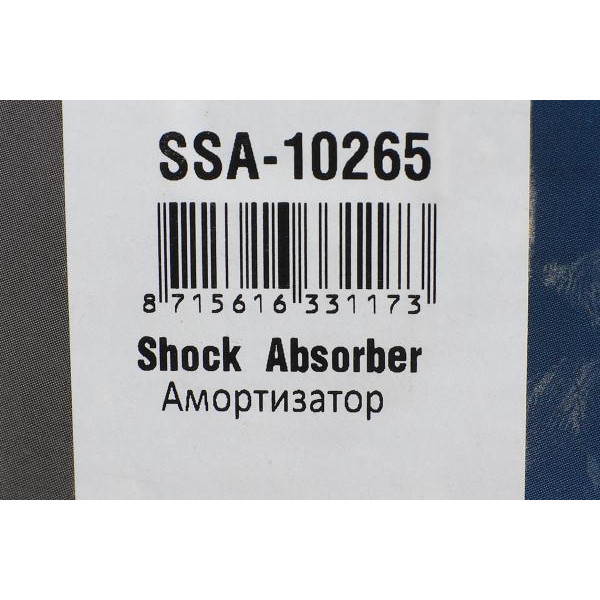 SSA-10265
8 715616 331173
Shock Absorber
Амортизатор